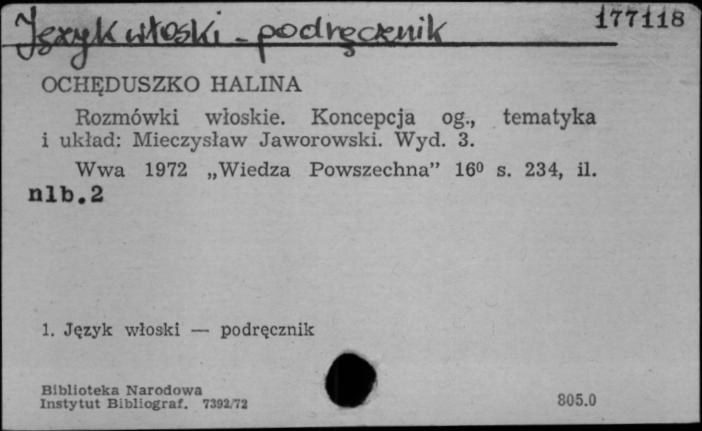 Język włoski - podręcznik 177118
OCHĘDUSZKO HALINA
Rozmówki włoskie. Koncepcja og., tematyka
i układ: Mieczysław Jaworowski. Wyd. 3.
Wwa 1972 „Wiedza Powszechna” 16⁰ s. 234, il.
nlb.2
1. Język włoski — podręcznik
Biblioteka Narodowa
Instytut Bibliograf. 7392/72 805.0